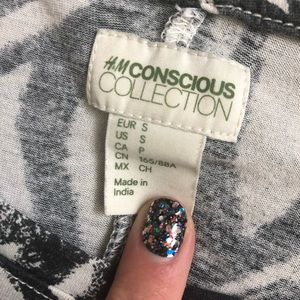 H&M CONSCIOUS
COLLECTION
EUR S
US S
CA P
CN 165/88A
MX CH
Made in
India